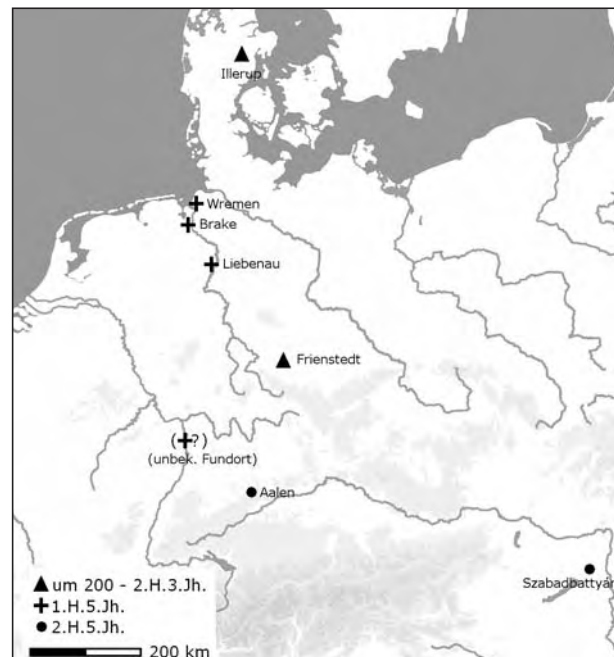 Illerup
Wremen
Brake
Liebenau
Frienstedt
( ?)
(unbek. Fundort)
Aalen
Szabadbattyán
um 200 - 2.H.3.Jh.
1.H.5.Jh.
2.H.5.Jh.
200 km